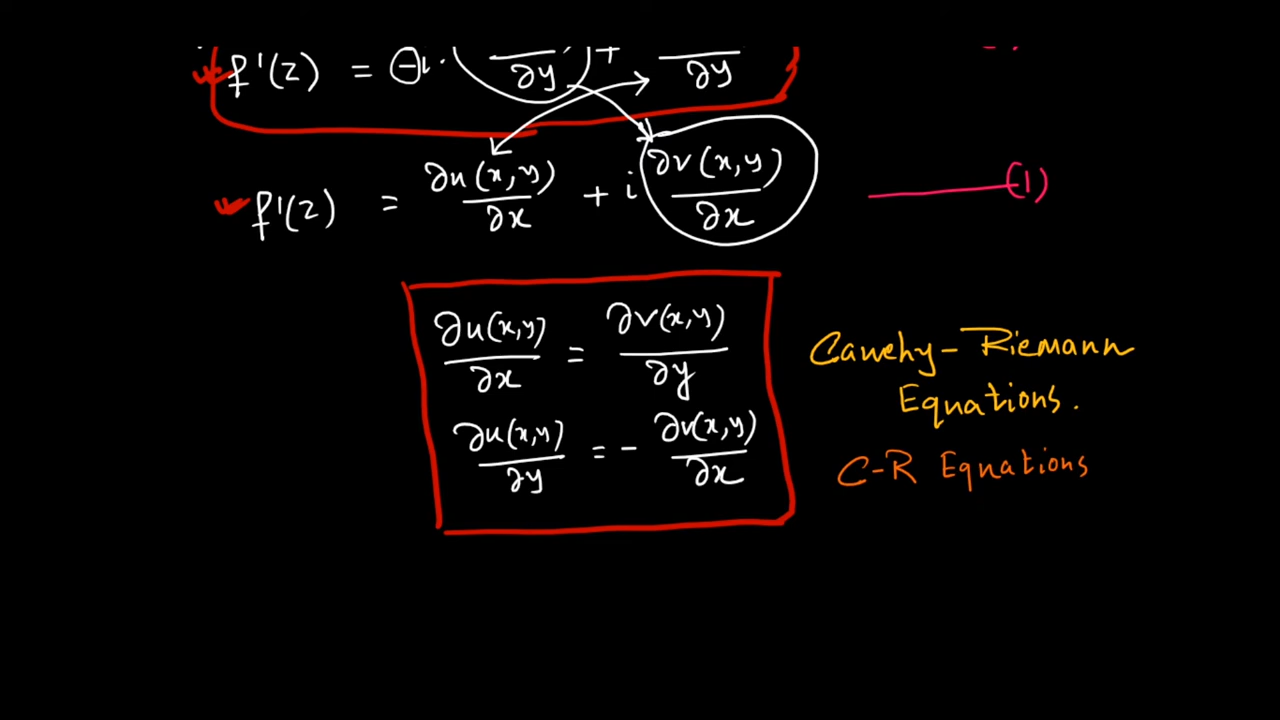 f'(z) = -i · ∂y + ∂y
f'(z) = ∂u(x,y)/∂x + i ∂v(x,y)/∂x (1)
∂u(x,y)/∂x = ∂v(x,y)/∂y
Cauchy-Riemann
Equations.
∂u(x,y)/∂y = - ∂v(x,y)/∂x
C-R Equations